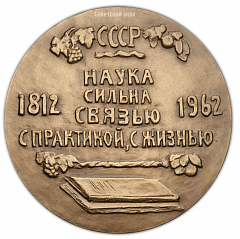 СССР
НАУКА
1812 СИЛЬНА 1962
СВЯЗЬЮ
С ПРАКТИКОЙ, С ЖИЗНЬЮ